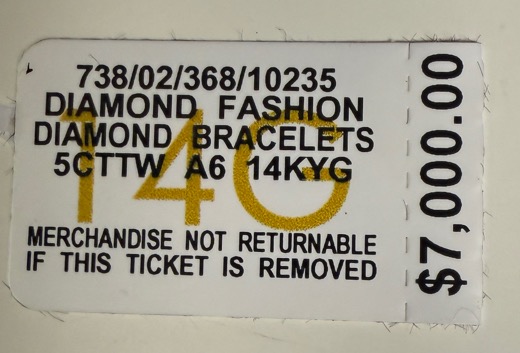 738/02/368/10235
DIAMOND FASHION
DIAMOND BRACELETS
5CTTW A6 14KYG
14G
MERCHANDISE NOT RETURNABLE
IF THIS TICKET IS REMOVED
$7,000.00